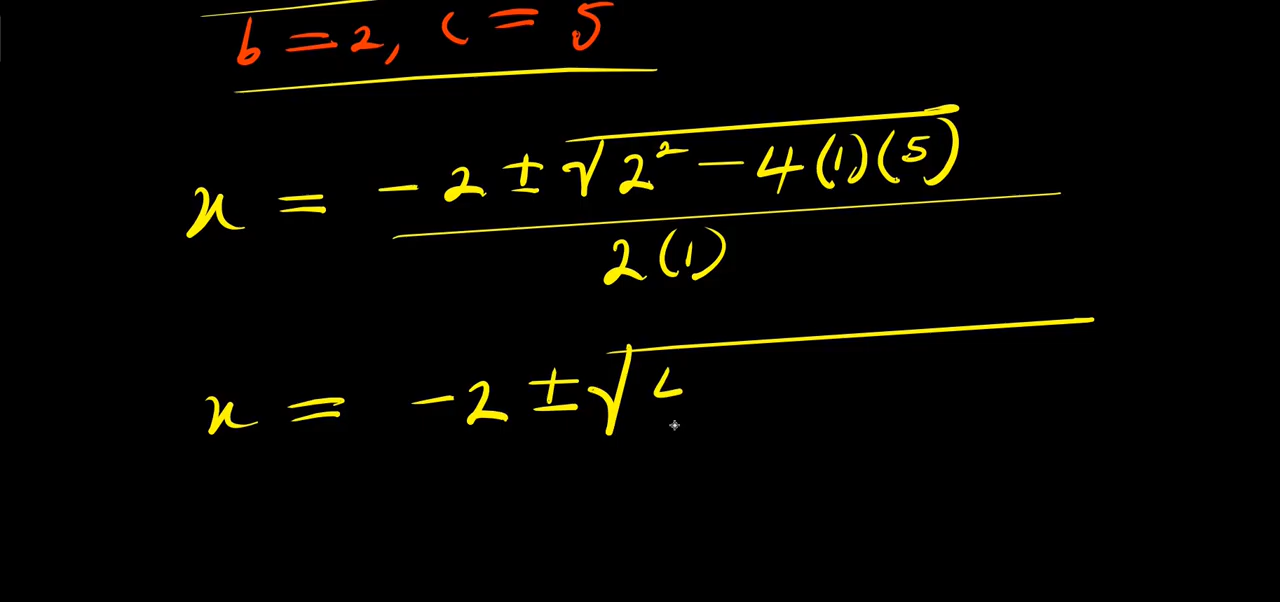 b = 2, c = 5
x = -2 ± √2² - 4(1)(5)
2(1)
x = -2 ± √